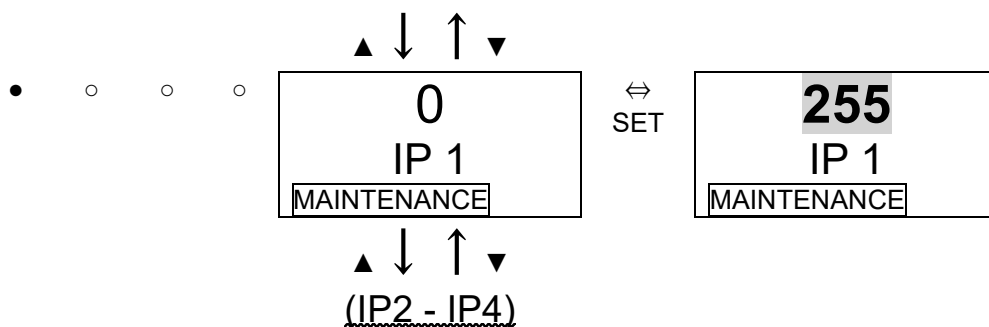 ▲ ↓ ↑ ▼
● ○ ○ ○ 0 ⇔ 255
SET
IP 1 IP 1
MAINTENANCE MAINTENANCE
▲ ↓ ↑ ▼
(IP2 - IP4)